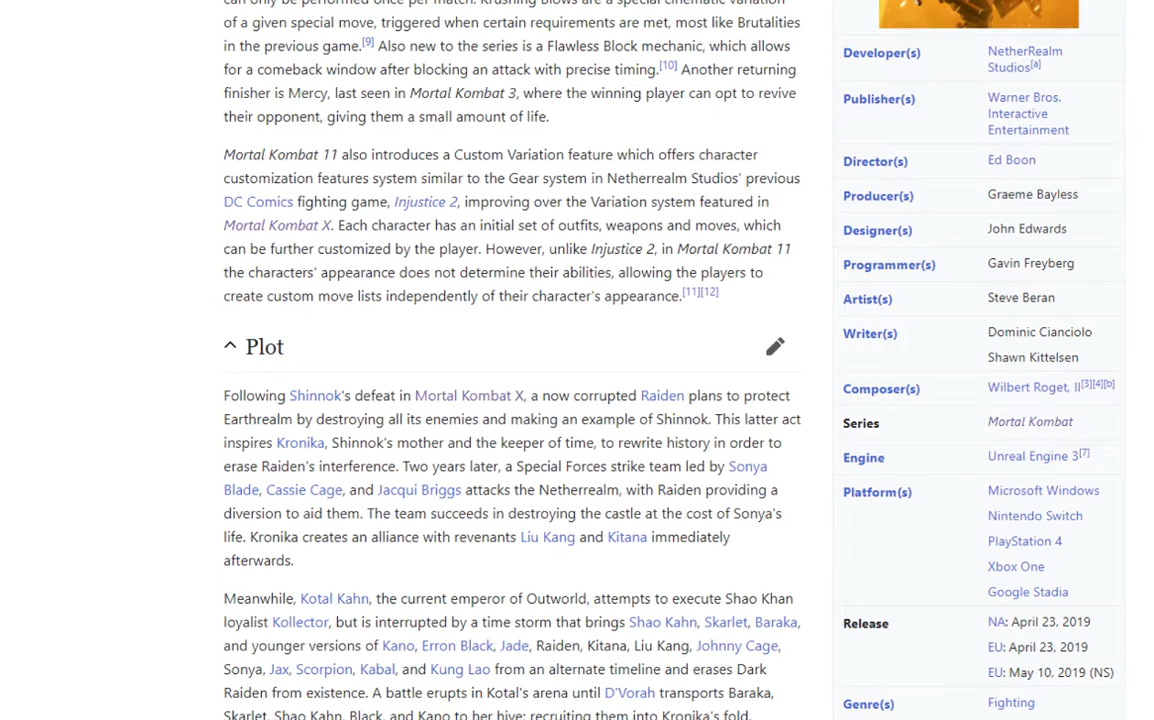 can only be performed once per match. Krushing Blows are a special cinematic variation
of a given special move, triggered when certain requirements are met, most like Brutalities
in the previous game.[9] Also new to the series is a Flawless Block mechanic, which allows
for a comeback window after blocking an attack with precise timing.[10] Another returning
finisher is Mercy, last seen in Mortal Kombat 3, where the winning player can opt to revive
their opponent, giving them a small amount of life.
Mortal Kombat 11 also introduces a Custom Variation feature which offers character
customization features system similar to the Gear system in Netherrealm Studios' previous
DC Comics fighting game, Injustice 2, improving over the Variation system featured in
Mortal Kombat X. Each character has an initial set of outfits, weapons and moves, which
can be further customized by the player. However, unlike Injustice 2, in Mortal Kombat 11
the characters' appearance does not determine their abilities, allowing the players to
create custom move lists independently of their character's appearance.[11][12]
Plot
Following Shinnok's defeat in Mortal Kombat X, a now corrupted Raiden plans to protect
Earthrealm by destroying all its enemies and making an example of Shinnok. This latter act
inspires Kronika, Shinnok's mother and the keeper of time, to rewrite history in order to
erase Raiden's interference. Two years later, a Special Forces strike team led by Sonya
Blade, Cassie Cage, and Jacqui Briggs attacks the Netherrealm, with Raiden providing a
diversion to aid them. The team succeeds in destroying the castle at the cost of Sonya's
life. Kronika creates an alliance with revenants Liu Kang and Kitana immediately
afterwards.
Meanwhile, Kotal Kahn, the current emperor of Outworld, attempts to execute Shao Khan
loyalist Kollector, but is interrupted by a time storm that brings Shao Kahn, Skarlet, Baraka,
and younger versions of Kano, Erron Black, Jade, Raiden, Kitana, Liu Kang, Johnny Cage,
Sonya, Jax, Scorpion, Kabal, and Kung Lao from an alternate timeline and erases Dark
Raiden from existence. A battle erupts in Kotal's arena until D'Vorah transports Baraka,
Skarlet, Shao Kahn, Black, and Kano to her hive; recruiting them into Kronika's fold.
Developer(s) NetherRealm
Studios[a]
Publisher(s) Warner Bros.
Interactive
Entertainment
Director(s) Ed Boon
Producer(s) Graeme Bayless
Designer(s) John Edwards
Programmer(s) Gavin Freyberg
Artist(s) Steve Beran
Writer(s) Dominic Cianciolo
Shawn Kittelsen
Composer(s) Wilbert Roget, II[3][4][b]
Series Mortal Kombat
Engine Unreal Engine 3[7]
Platform(s) Microsoft Windows
Nintendo Switch
PlayStation 4
Xbox One
Google Stadia
Release NA: April 23, 2019
EU: April 23, 2019
EU: May 10, 2019 (NS)
Genre(s) Fighting